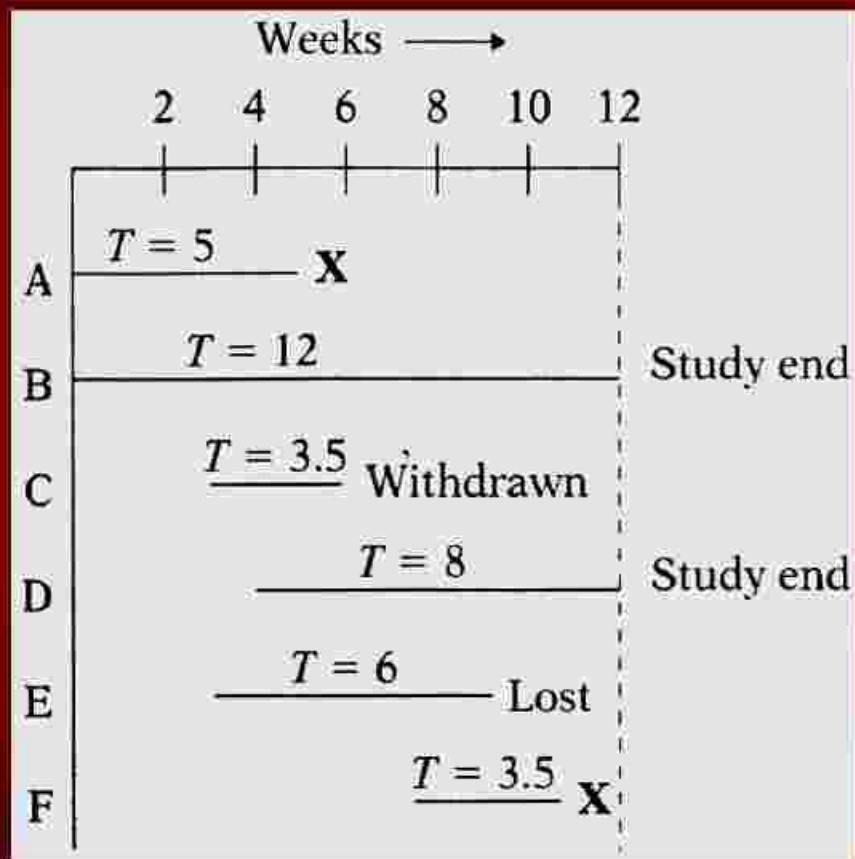 Weeks
2 4 6 8 10 12
T = 5
A X
T = 12
B Study end
T = 3.5
C Withdrawn
T = 8
D Study end
T = 6
E Lost
T = 3.5
F X